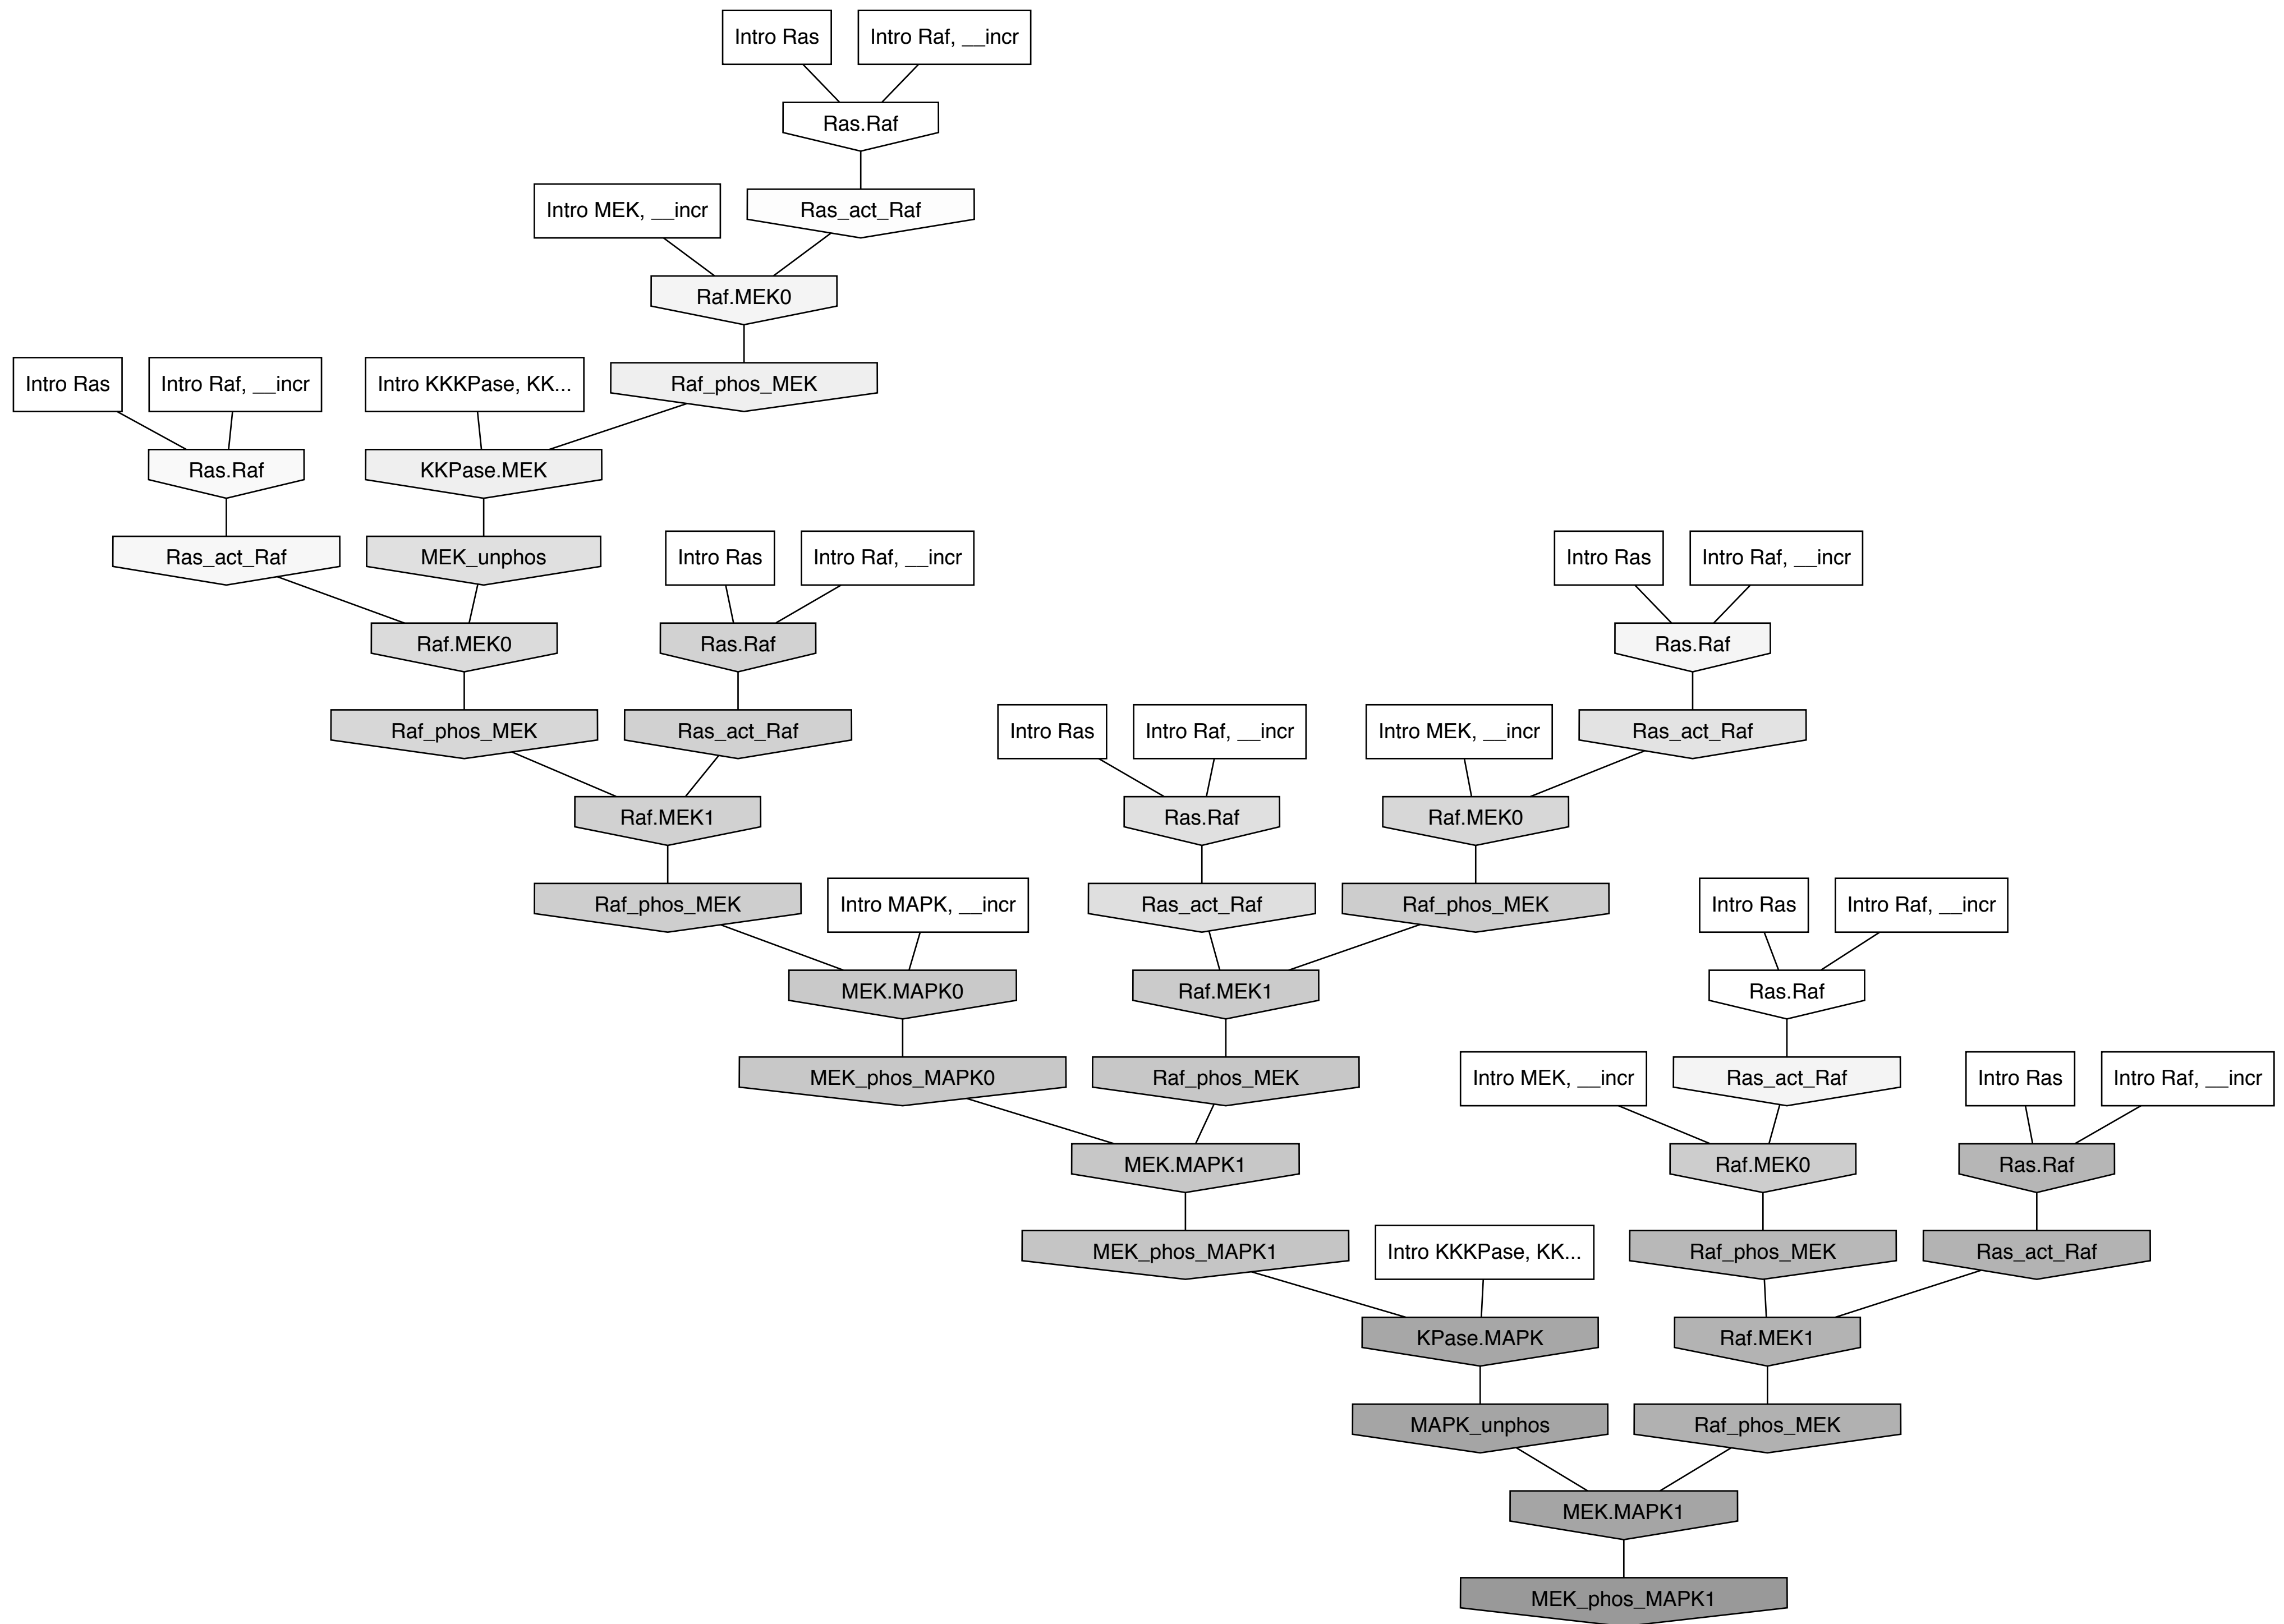 Intro Ras
Intro Raf, __incr
Ras.Raf
Intro MEK, __incr
Ras_act_Raf
Raf.MEK0
Intro Ras
Intro Raf, __incr
Intro KKKPase, KK...
Raf_phos_MEK
Ras.Raf
KKPase.MEK
Ras_act_Raf
MEK_unphos
Intro Ras
Intro Raf, __incr
Intro Ras
Intro Raf, __incr
Raf.MEK0
Ras.Raf
Ras.Raf
Raf_phos_MEK
Ras_act_Raf
Intro Ras
Intro Raf, __incr
Intro MEK, __incr
Ras_act_Raf
Raf.MEK1
Ras.Raf
Raf.MEK0
Raf_phos_MEK
Intro MAPK, __incr
Ras_act_Raf
Raf_phos_MEK
Intro Ras
Intro Raf, __incr
MEK.MAPK0
Raf.MEK1
Ras.Raf
MEK_phos_MAPK0
Raf_phos_MEK
Intro MEK, __incr
Ras_act_Raf
Intro Ras
Intro Raf, __incr
MEK.MAPK1
Raf.MEK0
Ras.Raf
MEK_phos_MAPK1
Intro KKKPase, KK...
Raf_phos_MEK
Ras_act_Raf
KPase.MAPK
Raf.MEK1
MAPK_unphos
Raf_phos_MEK
MEK.MAPK1
MEK_phos_MAPK1